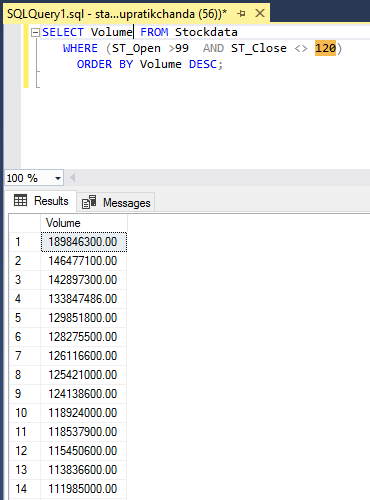 SQLQuery1.sql - sta...upratikchanda (56))*
SELECT Volume FROM Stockdata
WHERE (ST_Open >99 AND ST_Close <> 120)
ORDER BY Volume DESC;
100 %
Results Messages
Volume
1 189846300.00
2 146477100.00
3 142897300.00
4 133847486.00
5 129851800.00
6 128275500.00
7 126116600.00
8 125421000.00
9 124138600.00
10 118924000.00
11 118537900.00
12 115450600.00
13 113836600.00
14 111985000.00